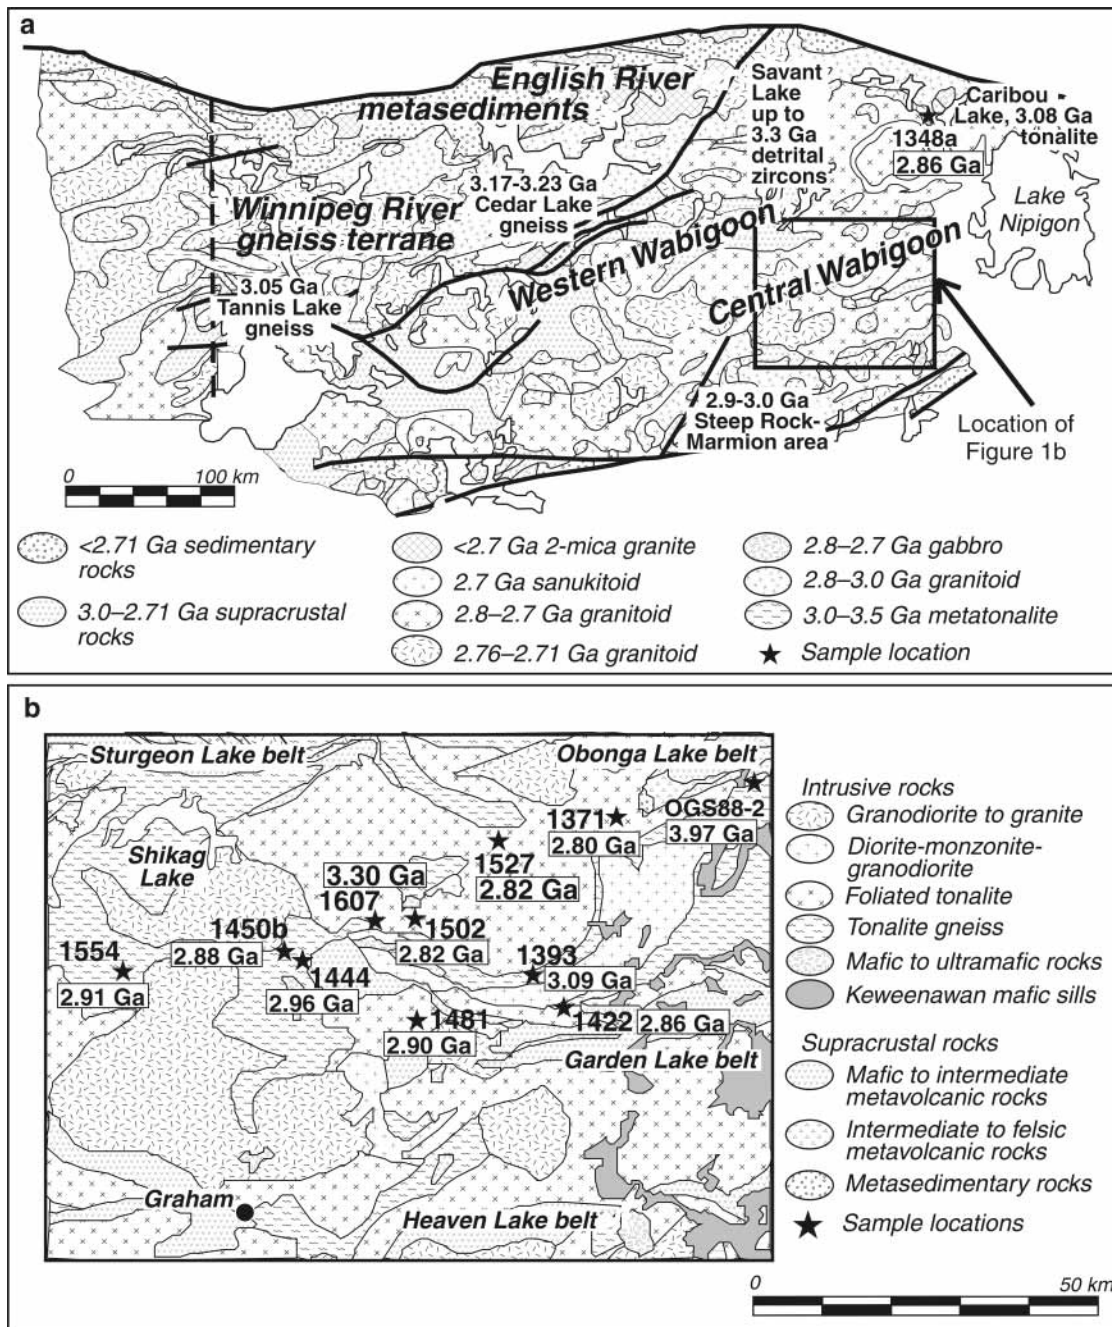 a
English River
metasediments
Savant
Lake
up to
3.3 Ga
detrital
zircons
Caribou
Lake, 3.08 Ga
tonalite
1348a
2.86 Ga
3.17-3.23 Ga
Cedar Lake
gneiss
Winnipeg River
gneiss terrane
Lake
Nipigon
Western Wabigoon
Central Wabigoon
3.05 Ga
Tannis Lake
gneiss
2.9-3.0 Ga
Steep Rock-
Marmion area
Location of
Figure 1b
0 100 km
<2.71 Ga sedimentary
rocks
3.0–2.71 Ga supracrustal
rocks
<2.7 Ga 2-mica granite
2.7 Ga sanukitoid
2.8–2.7 Ga granitoid
2.76–2.71 Ga granitoid
2.8–2.7 Ga gabbro
2.8–3.0 Ga granitoid
3.0–3.5 Ga metatonalite
Sample location
b
Sturgeon Lake belt
Obonga Lake belt
OGS88-2
3.97 Ga
1371
2.80 Ga
Shikag
Lake
1527
2.82 Ga
3.30 Ga
1607
1502
2.82 Ga
1450b
2.88 Ga
1554
2.91 Ga
1444
2.96 Ga
1393
3.09 Ga
1481
2.90 Ga
1422
2.86 Ga
Garden Lake belt
Graham
Heaven Lake belt
Intrusive rocks
Granodiorite to granite
Diorite-monzonite-
granodiorite
Foliated tonalite
Tonalite gneiss
Mafic to ultramafic rocks
Keweenawan mafic sills
Supracrustal rocks
Mafic to intermediate
metavolcanic rocks
Intermediate to felsic
metavolcanic rocks
Metasedimentary rocks
Sample locations
0 50 km